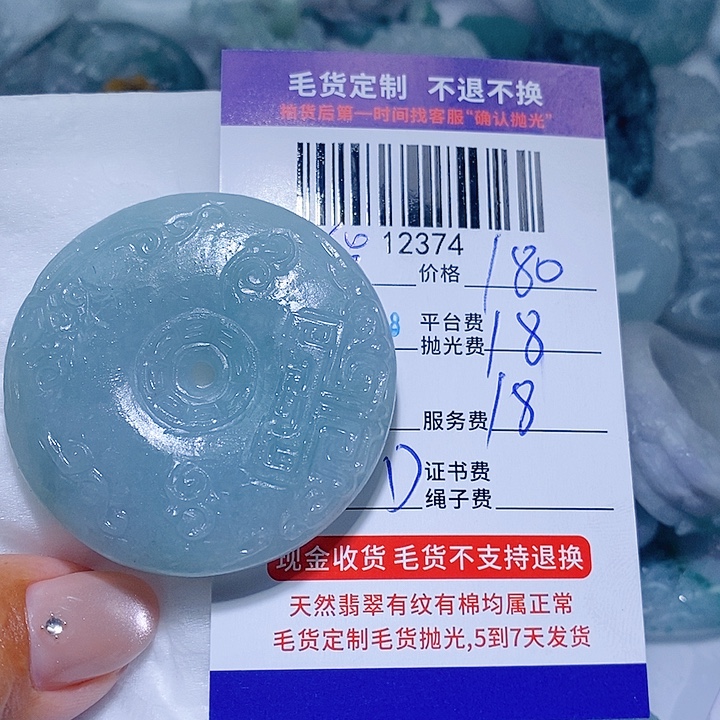 毛货定制 不退不换
拍货后第一时间找客服“确认抛光”
12374
价格 180
平台费
抛光费 18
服务费 18
证书费
绳子费
现金收货 毛货不支持退换
天然翡翠有纹有棉均属正常
毛货定制毛货抛光,5到7天发货